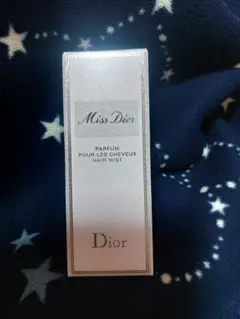 Miss Dior
PARFUM
POUR LES CHEVEUX
HAIR MIST
Dior